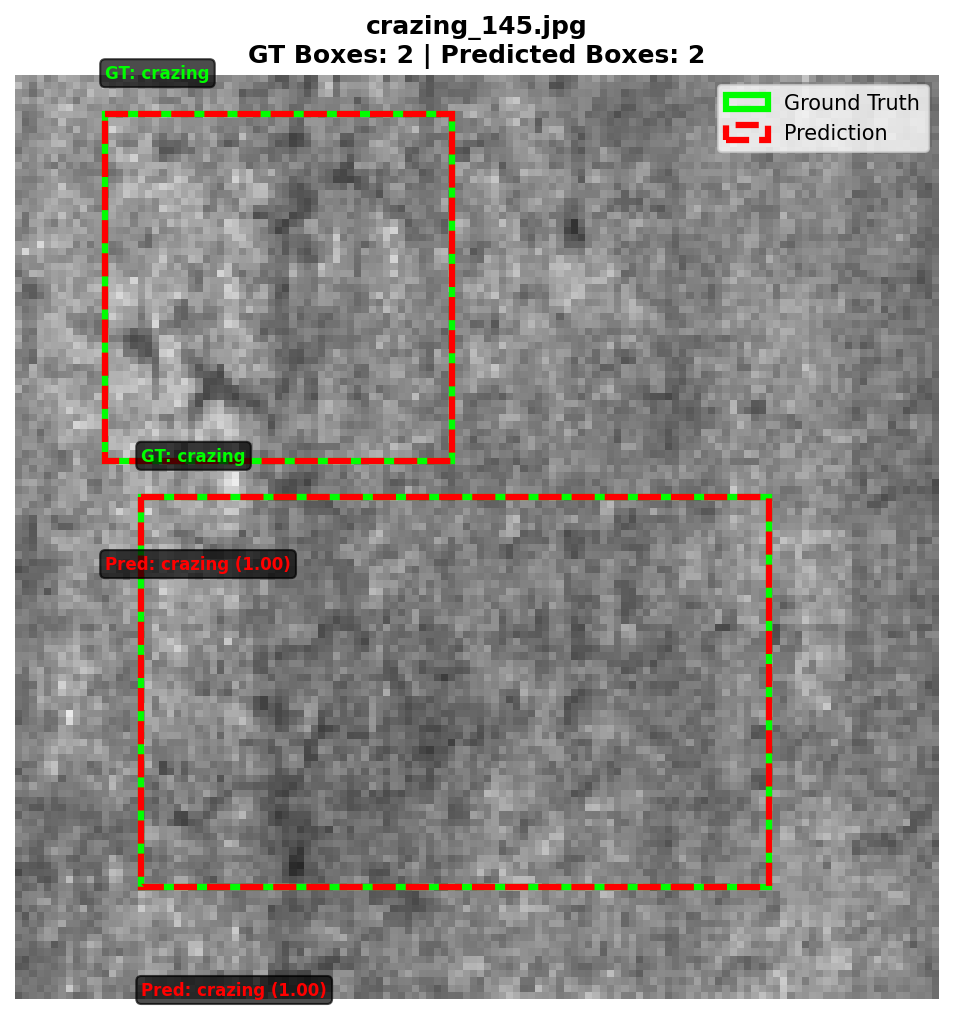 crazing_145.jpg
GT Boxes: 2 | Predicted Boxes: 2
GT: crazing
Ground Truth
Prediction
GT: crazing
Pred: crazing (1.00)
Pred: crazing (1.00)